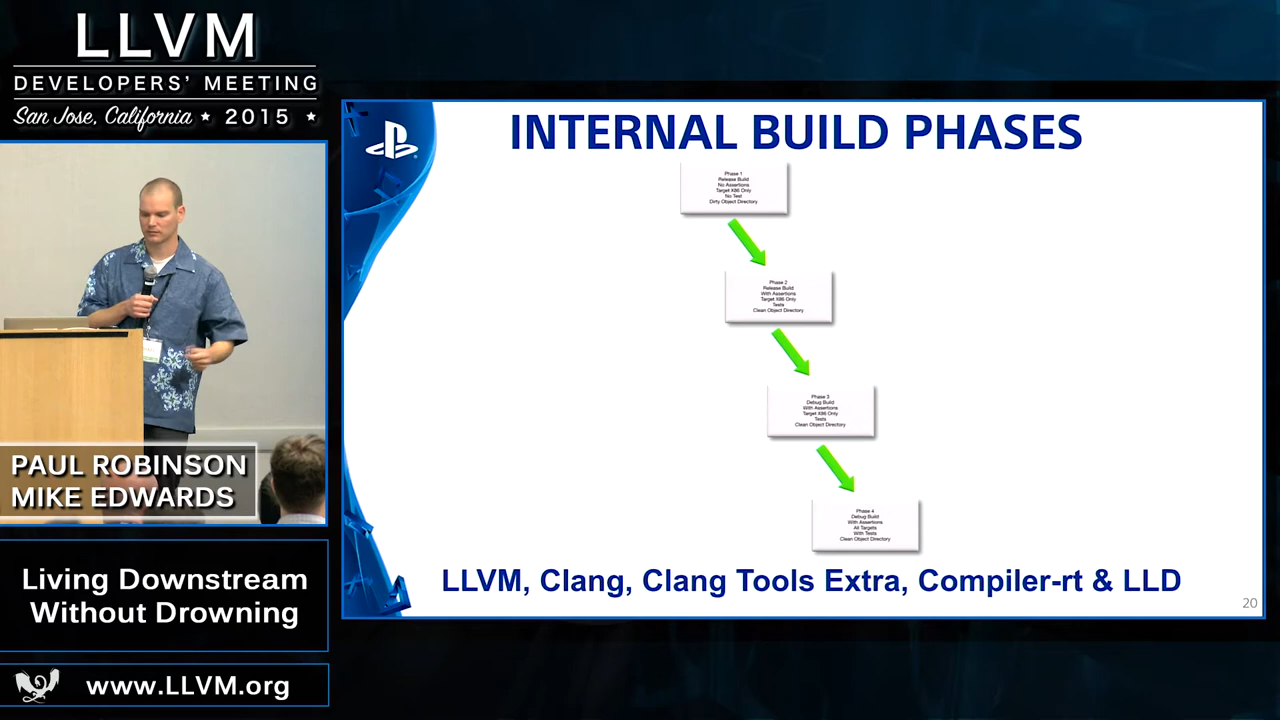 LLVM
DEVELOPERS' MEETING
San Jose, California ★ 2015 ★
PAUL ROBINSON
MIKE EDWARDS
Living Downstream
Without Drowning
www.LLVM.org
INTERNAL BUILD PHASES
Phase 1
Release Build
No Assertions
Target X86 Only
No Test
Dirty Object Directory
Phase 2
Release Build
With Assertions
Target X86 Only
Tests
Clean Object Directory
Phase 3
Debug Build
With Assertions
Target X86 Only
Tests
Clean Object Directory
Phase 4
Debug Build
With Assertions
All Targets
With Tests
Clean Object Directory
LLVM, Clang, Clang Tools Extra, Compiler-rt & LLD
20